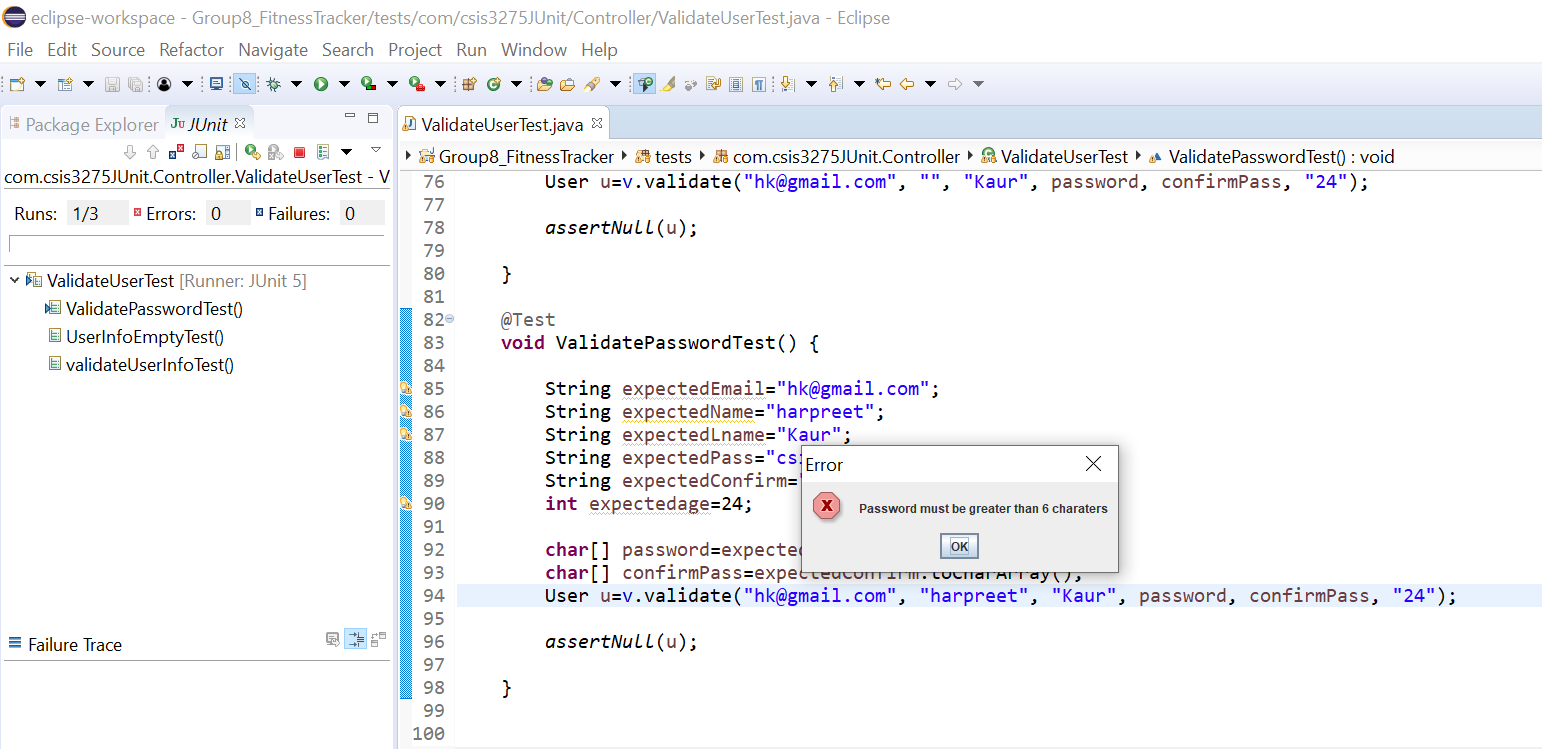 eclipse-workspace - Group8_FitnessTracker/tests/com/csis3275JUnit/Controller/ValidateUserTest.java - Eclipse
File Edit Source Refactor Navigate Search Project Run Window Help
Package Explorer JUnit
ValidateUserTest.java
Group8_FitnessTracker tests com.csis3275JUnit.Controller ValidateUserTest ValidatePasswordTest() : void
com.csis3275JUnit.Controller.ValidateUserTest - V
Runs: 1/3 Errors: 0 Failures: 0
ValidateUserTest [Runner: JUnit 5]
ValidatePasswordTest()
UserInfoEmptyTest()
validateUserInfoTest()
Failure Trace
76 User u=v.validate("hk@gmail.com", "", "Kaur", password, confirmPass, "24");
77
78 assertNull(u);
79
80 }
81
82 @Test
83 void ValidatePasswordTest() {
84
85 String expectedEmail="hk@gmail.com";
86 String expectedName="harpreet";
87 String expectedLname="Kaur";
88 String expectedPass="cs
89 String expectedConfirm=
90 int expectedage=24;
91
92 char[] password=expected
93 char[] confirmPass=expectedConfirm.toCharArray();
94 User u=v.validate("hk@gmail.com", "harpreet", "Kaur", password, confirmPass, "24");
95
96 assertNull(u);
97
98 }
99
100
Error
Password must be greater than 6 charaters
OK